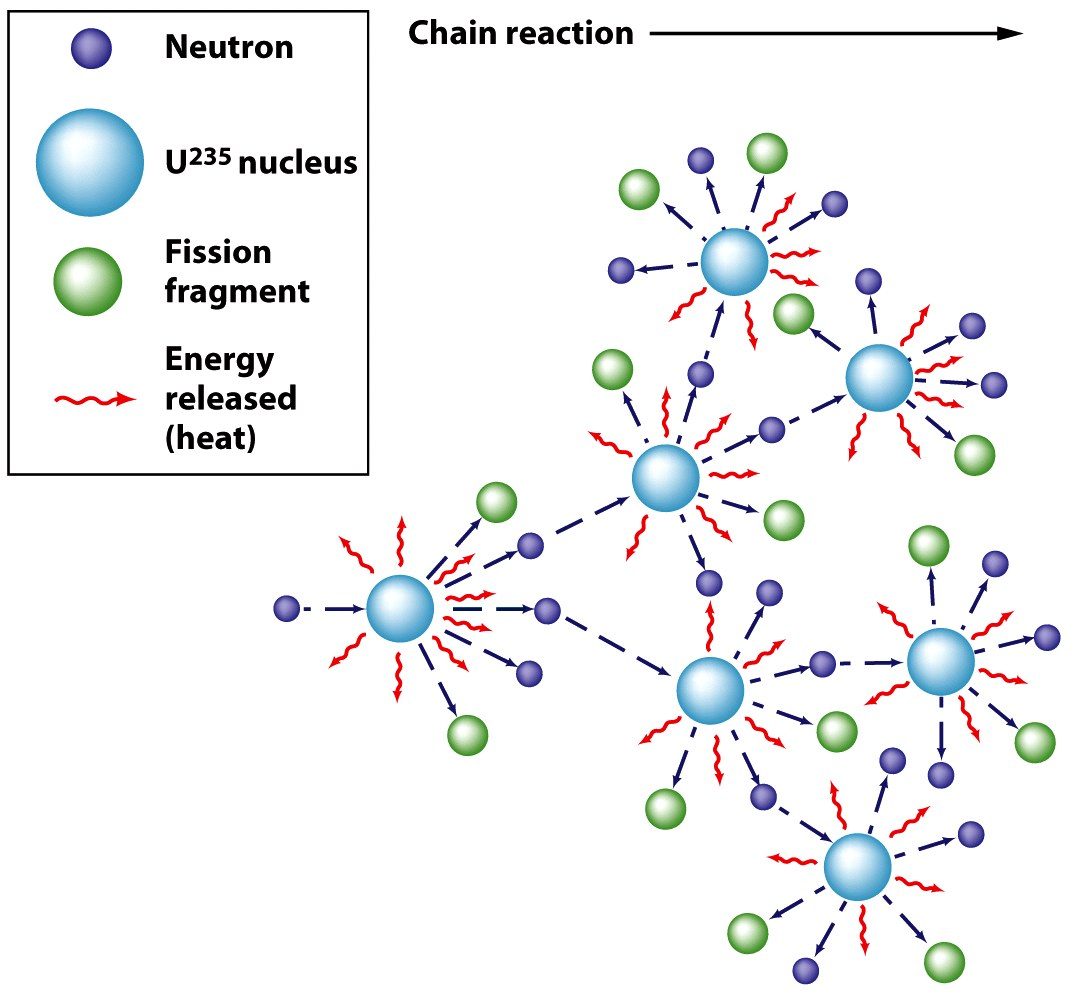 Neutron
U²³⁵ nucleus
Fission
fragment
Energy
released
(heat)
Chain reaction